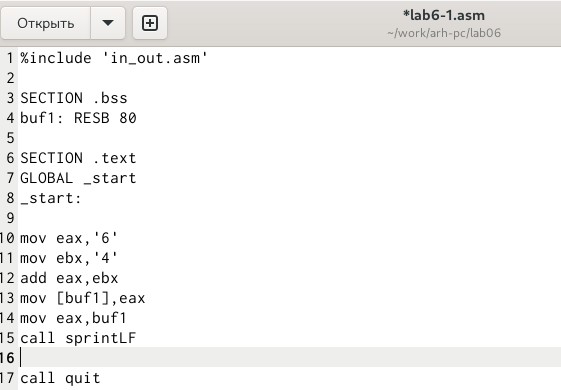 Открыть
*lab6-1.asm
~/work/arh-pc/lab06
1 %include 'in_out.asm'
2
3 SECTION .bss
4 buf1: RESB 80
5
6 SECTION .text
7 GLOBAL _start
8 _start:
9
10 mov eax,'6'
11 mov ebx,'4'
12 add eax,ebx
13 mov [buf1],eax
14 mov eax,buf1
15 call sprintLF
16
17 call quit